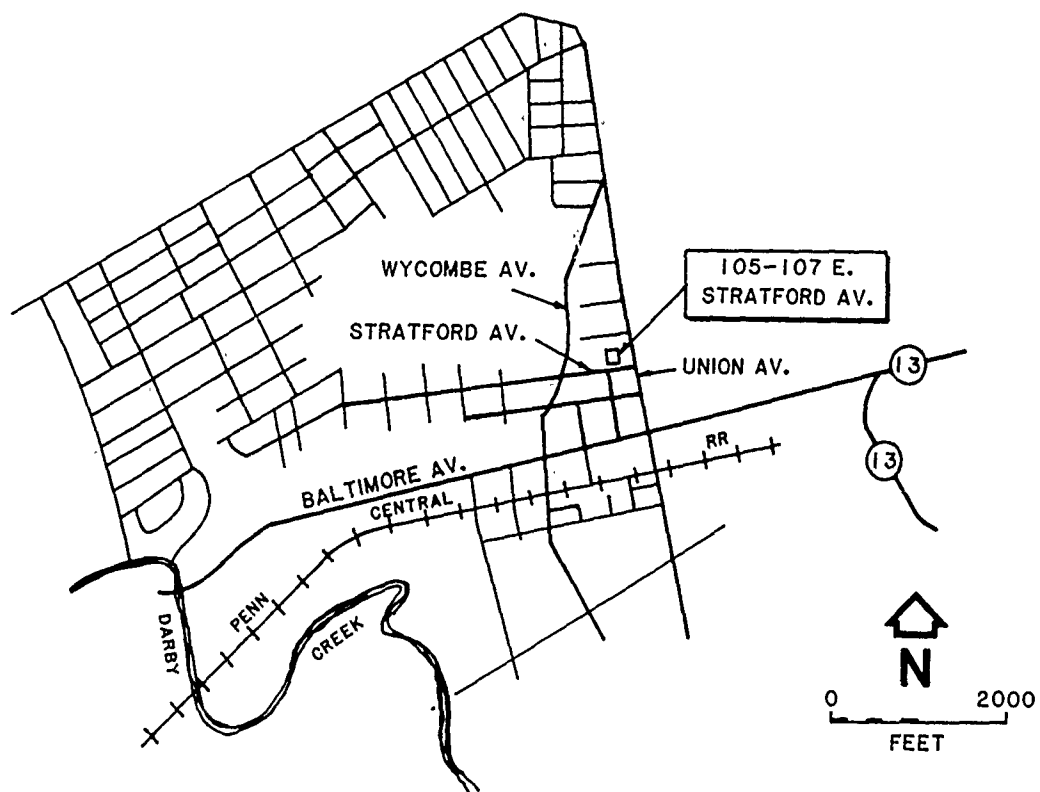 WYCOMBE AV.
105-107 E.
STRATFORD AV.
STRATFORD AV.
UNION AV.
13
BALTIMORE AV.
RR
13
PENN CENTRAL
DARBY CREEK
N
0 2000
FEET